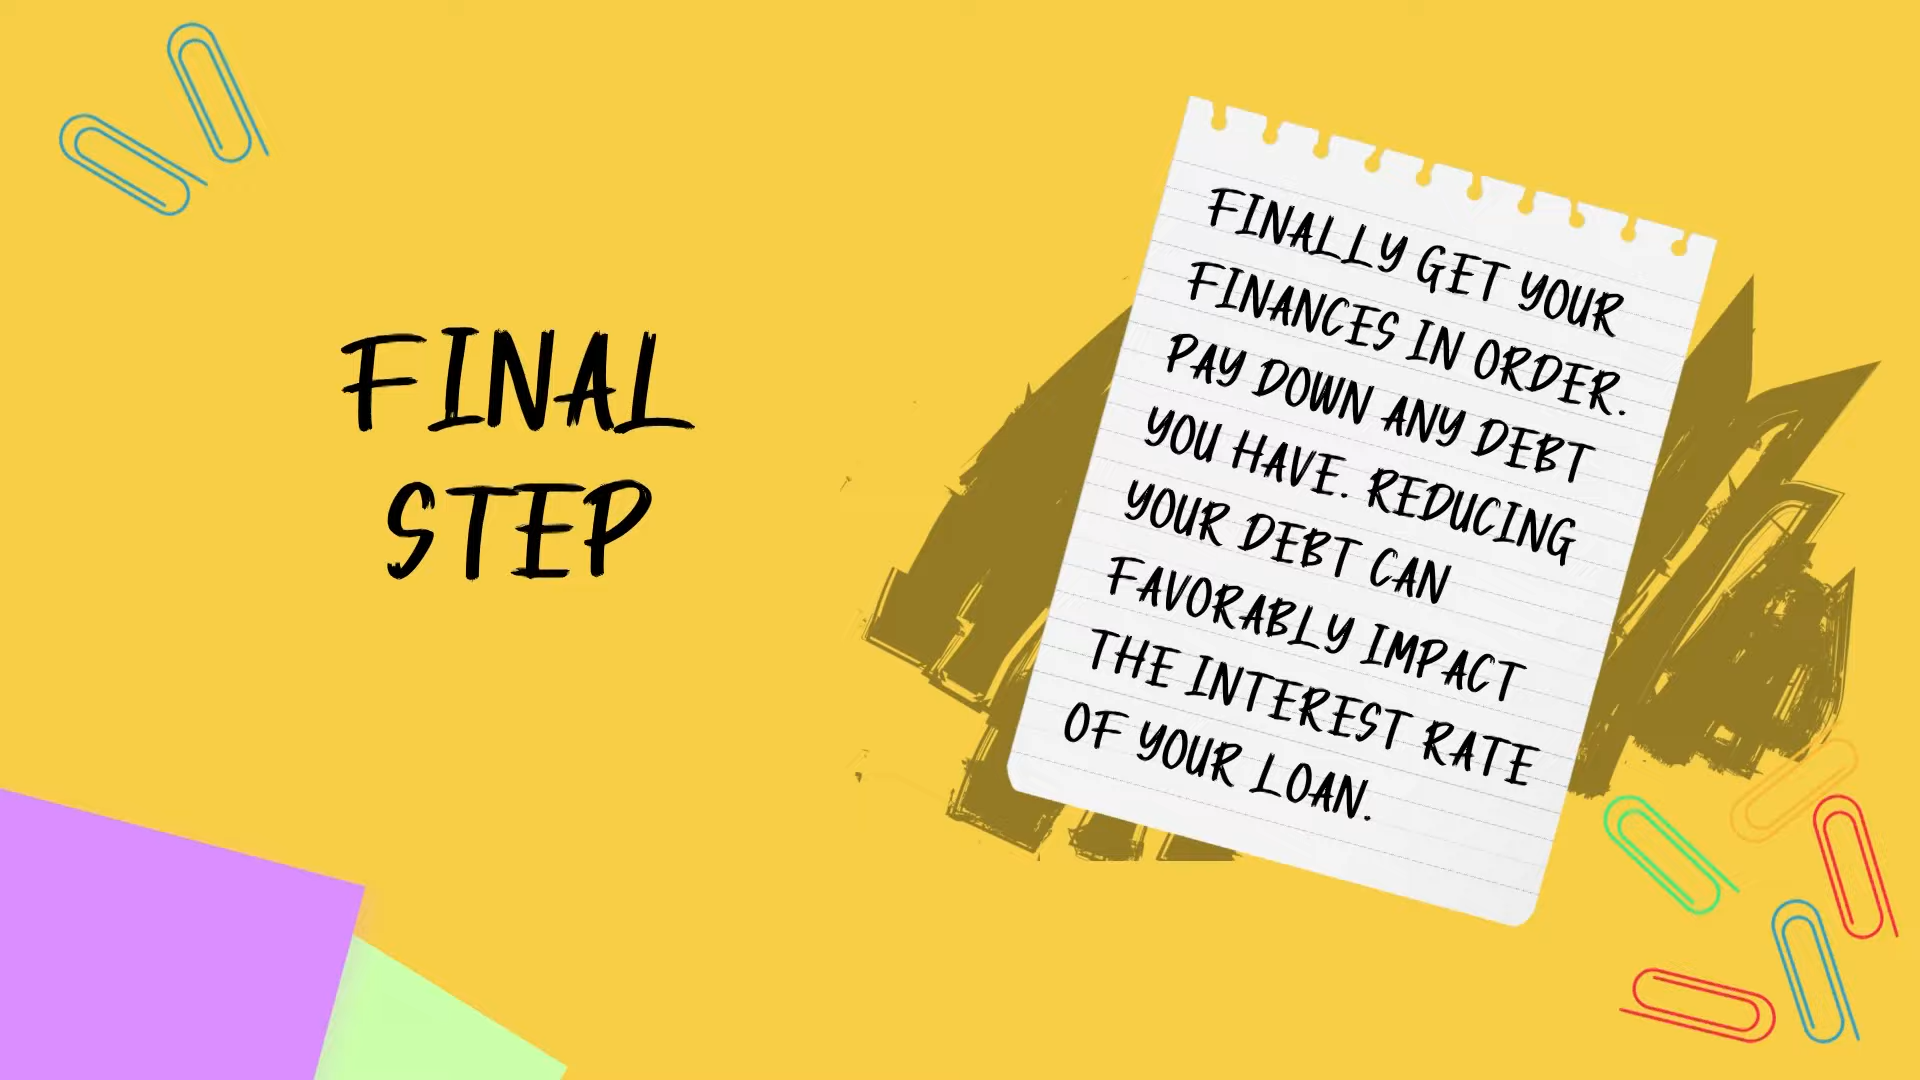 FINAL
STEP
FINALLY GET YOUR
FINANCES IN ORDER.
PAY DOWN ANY DEBT
YOU HAVE. REDUCING
YOUR DEBT CAN
FAVORABLY IMPACT
THE INTEREST RATE
OF YOUR LOAN.